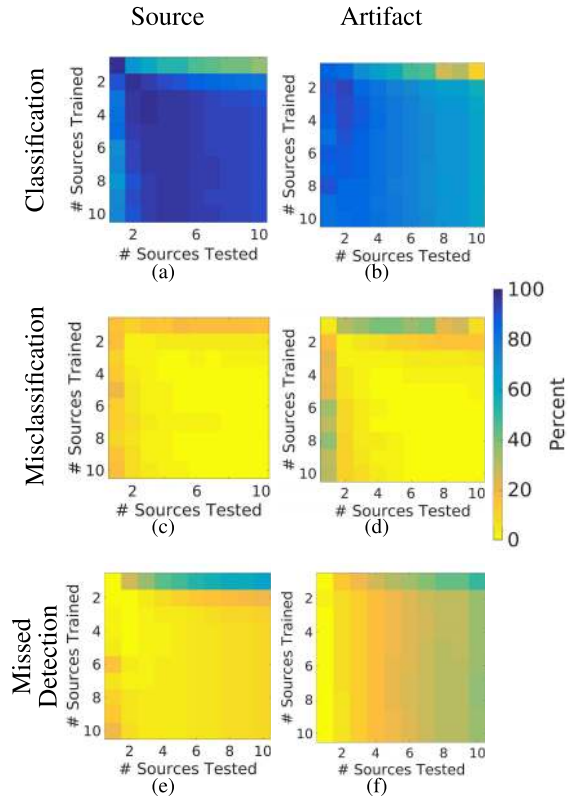 Source Artifact
Classification
# Sources Trained
2
4
6
8
10
2 6 10
# Sources Tested
(a)
# Sources Trained
2
4
6
8
10
2 4 6 8 10
# Sources Tested
(b)
Misclassification
# Sources Trained
2
4
6
8
10
2 6 10
# Sources Tested
(c)
# Sources Trained
2
4
6
8
10
2 4 6 8 10
# Sources Tested
(d)
100
80
60
40
20
0
Percent
Missed
Detection
# Sources Trained
2
4
6
8
10
2 4 6 8 10
# Sources Tested
(e)
# Sources Trained
2
4
6
8
10
2 4 6 8 10
# Sources Tested
(f)